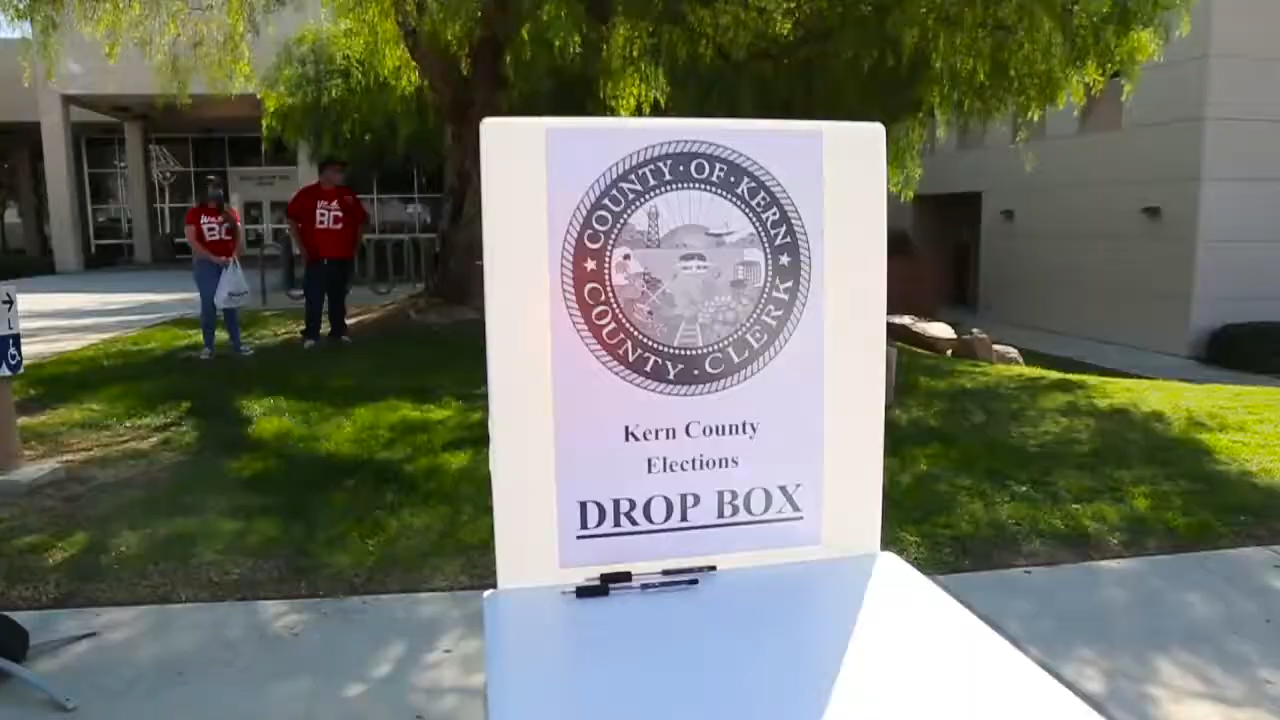 COUNTY · OF · KERN
COUNTY · CLERK
Kern County
Elections
DROP BOX
BC
BC
L